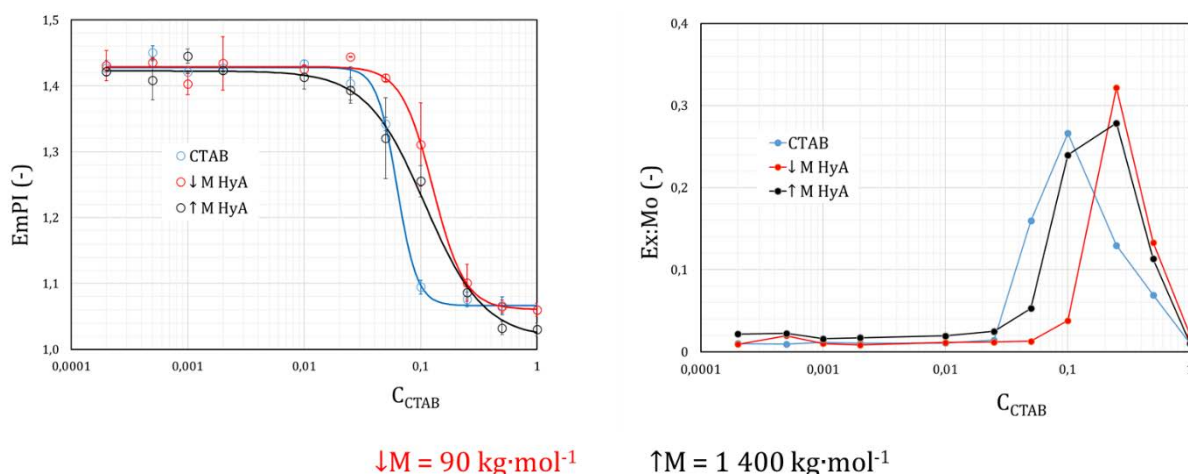 1,5
1,4
1,3
1,2
1,1
1,0
EmPI (-)
CTAB
↓ M HyA
↑ M HyA
0,0001
0,001
0,01
0,1
1
C_CTAB
0,4
0,3
0,2
0,1
0
Ex:Mo (-)
CTAB
↓ M HyA
↑ M HyA
0,0001
0,001
0,01
0,1
C_CTAB
↓M = 90 kg·mol⁻¹
↑M = 1 400 kg·mol⁻¹